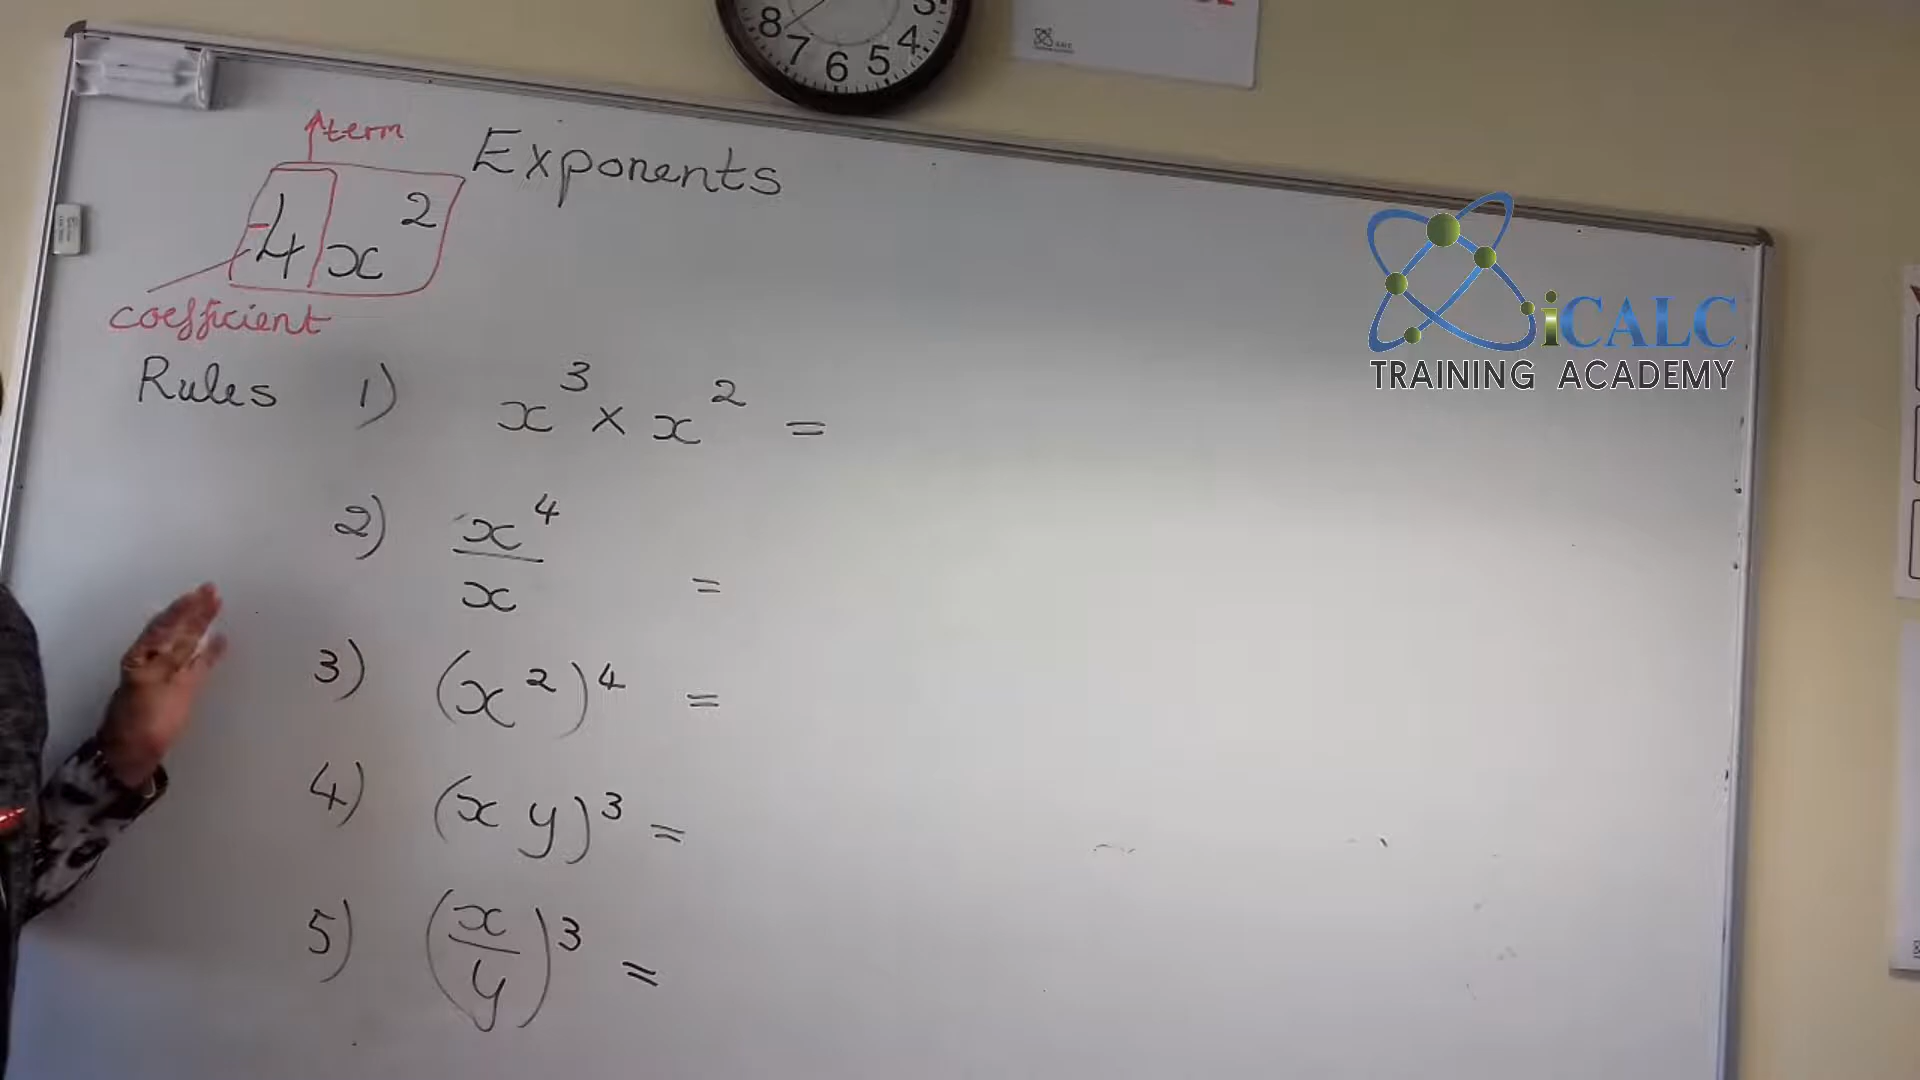 8 7 6 5 4 3
term
Exponents
-4x²
coefficient
Rules 1) x³ × x² =
2) x⁴/x =
3) (x²)⁴ =
4) (xy)³ =
5) (x/y)³ =
iCALC
TRAINING ACADEMY